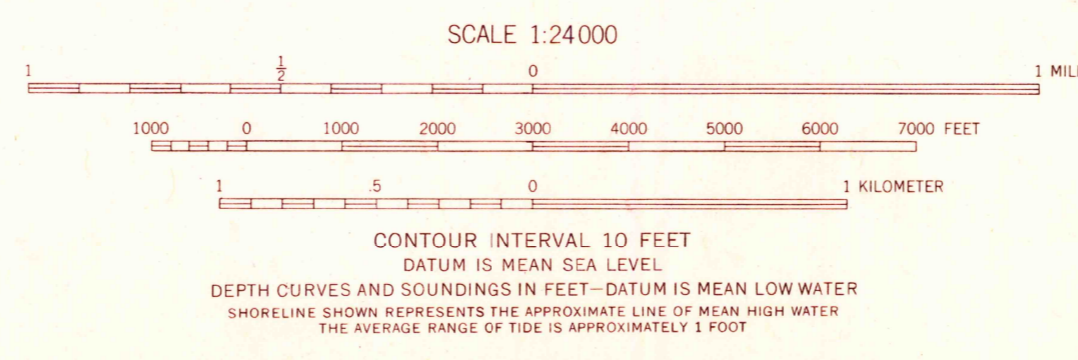 SCALE 1:24000
1 ½ 0 1 MIL
1000 0 1000 2000 3000 4000 5000 6000 7000 FEET
1 .5 0 1 KILOMETER
CONTOUR INTERVAL 10 FEET
DATUM IS MEAN SEA LEVEL
DEPTH CURVES AND SOUNDINGS IN FEET—DATUM IS MEAN LOW WATER
SHORELINE SHOWN REPRESENTS THE APPROXIMATE LINE OF MEAN HIGH WATER
THE AVERAGE RANGE OF TIDE IS APPROXIMATELY 1 FOOT